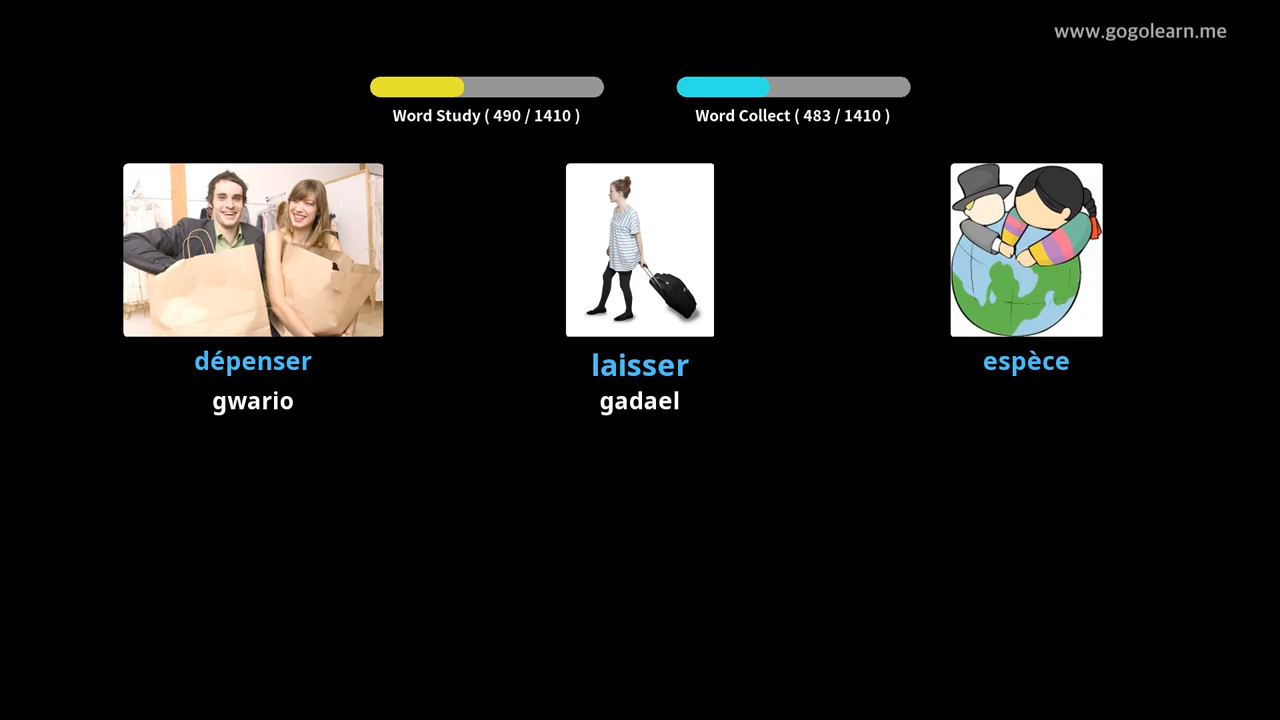 www.gogolearn.me
Word Study ( 490 / 1410 )
Word Collect ( 483 / 1410 )
dépenser
gwario
laisser
gadael
espèce